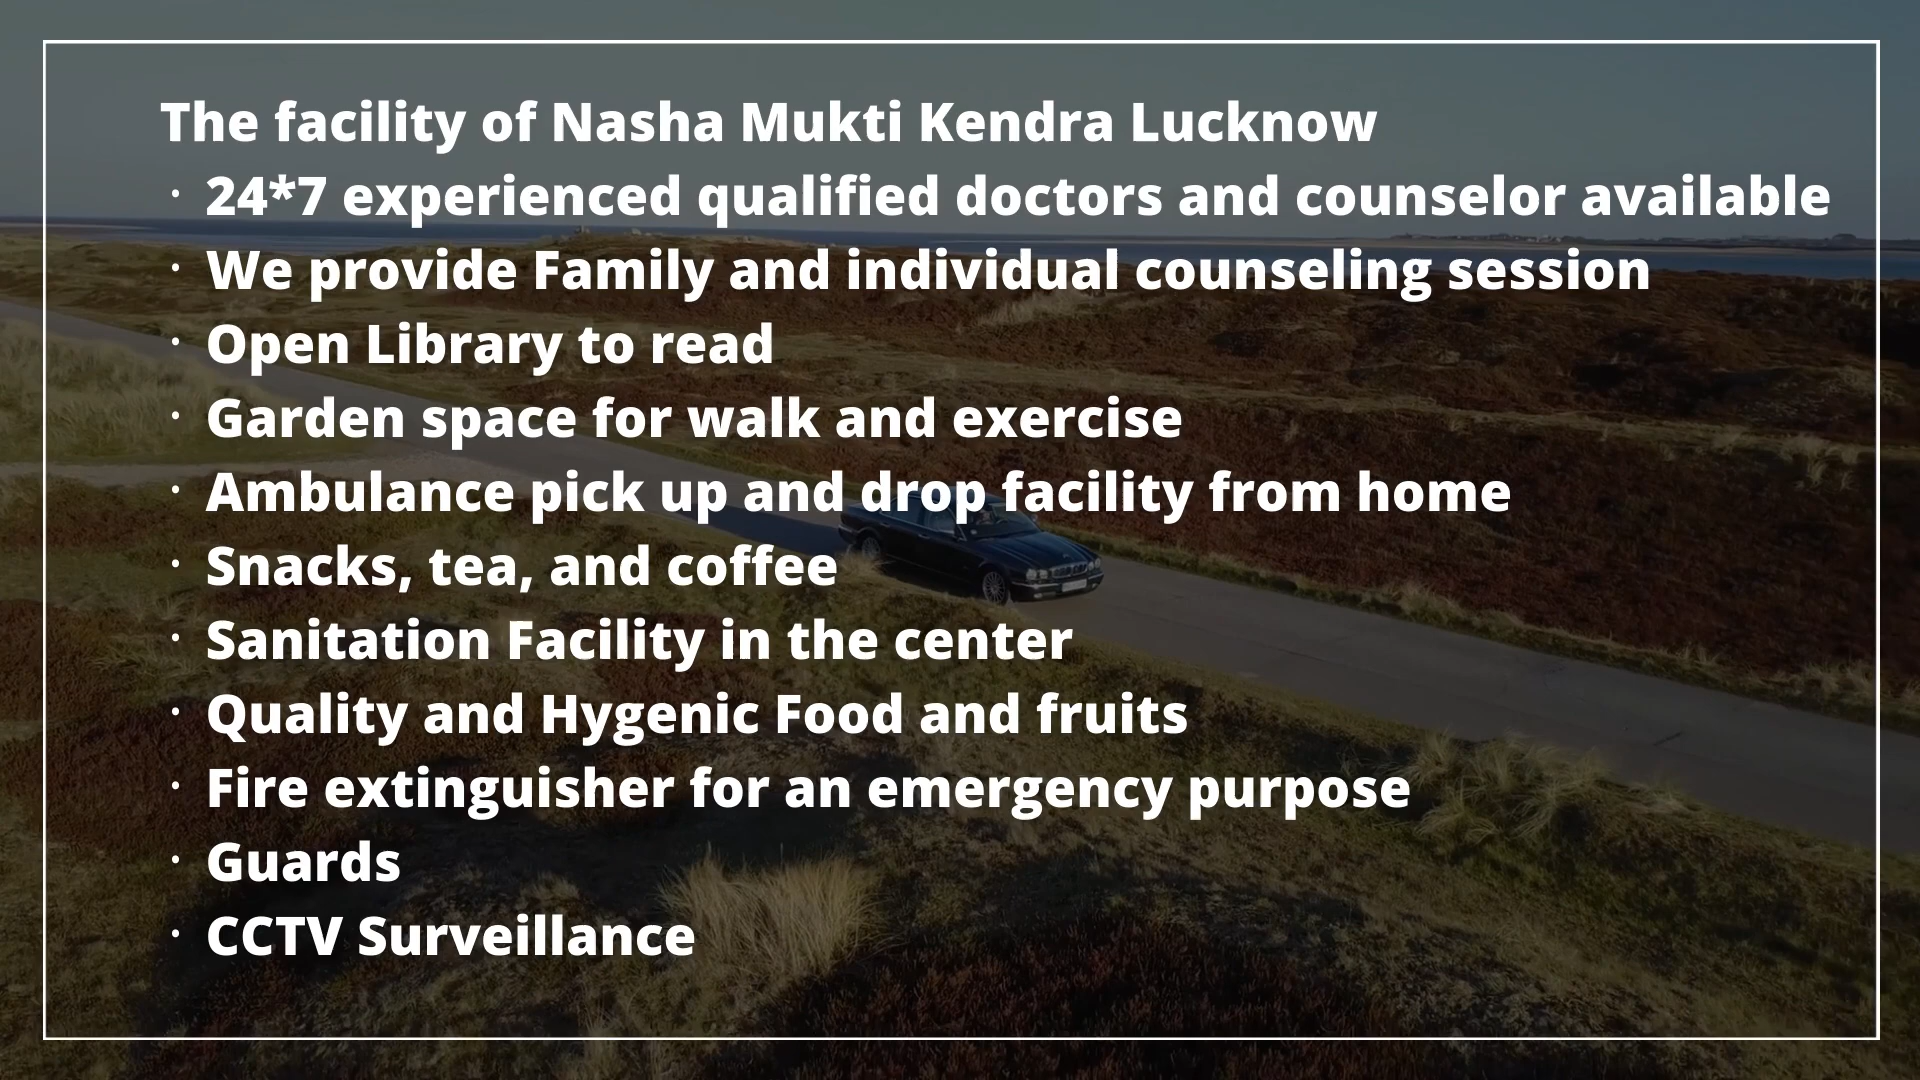 The facility of Nasha Mukti Kendra Lucknow
· 24*7 experienced qualified doctors and counselor available
· We provide Family and individual counseling session
· Open Library to read
· Garden space for walk and exercise
· Ambulance pick up and drop facility from home
· Snacks, tea, and coffee
· Sanitation Facility in the center
· Quality and Hygenic Food and fruits
· Fire extinguisher for an emergency purpose
· Guards
· CCTV Surveillance